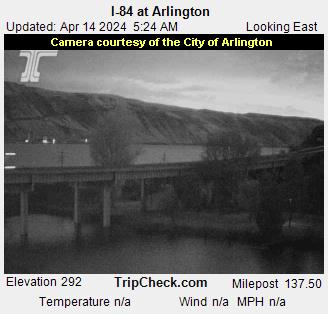 I-84 at Arlington
Updated: Apr 14 2024 5:24 AM Looking East
Camera courtesy of the City of Arlington
Elevation 292 TripCheck.com Milepost 137.50
Temperature n/a Wind n/a MPH n/a